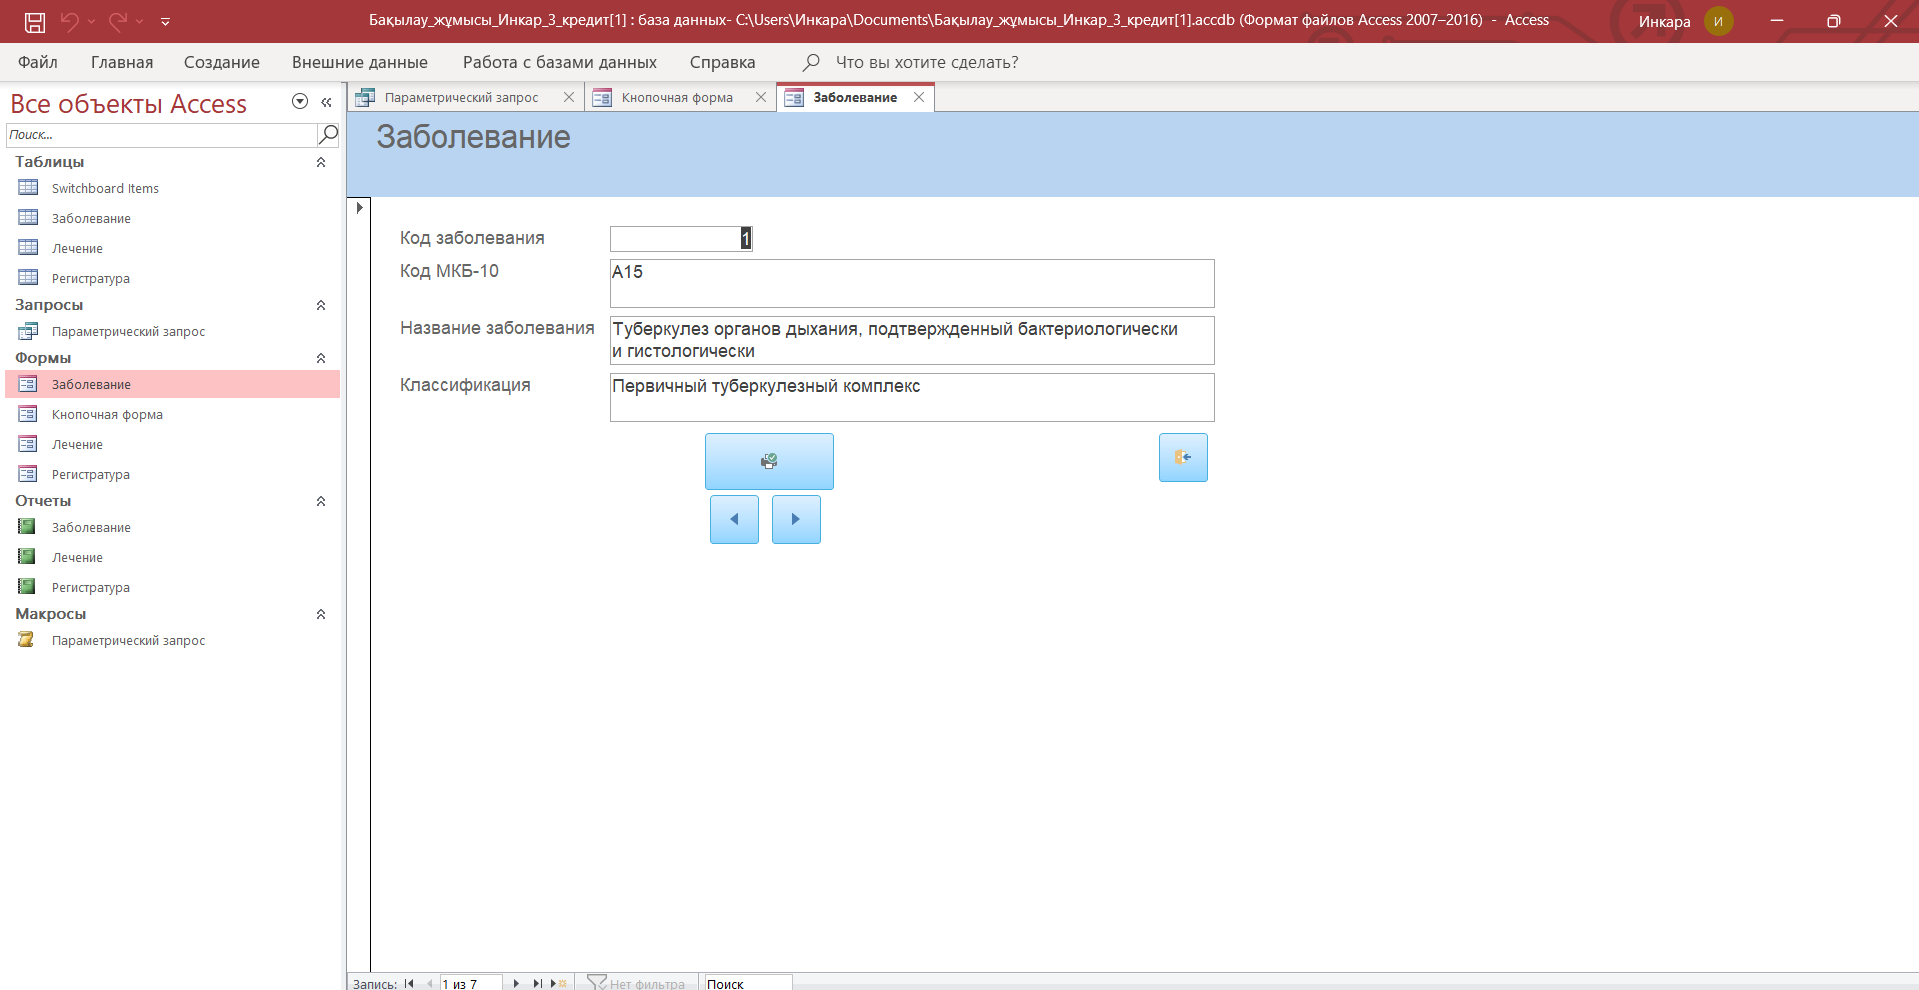 Бақылау_жұмысы_Инкар_3_кредит[1] : база данных- C:\Users\Инкара\Documents\Бақылау_жұмысы_Инкар_3_кредит[1].accdb (Формат файлов Access 2007–2016) - Access
Инкара
И
Файл
Главная
Создание
Внешние данные
Работа с базами данных
Справка
Что вы хотите сделать?
Все объекты Access
Поиск...
Таблицы
Switchboard Items
Заболевание
Лечение
Регистратура
Запросы
Параметрический запрос
Формы
Заболевание
Кнопочная форма
Лечение
Регистратура
Отчеты
Заболевание
Лечение
Регистратура
Макросы
Параметрический запрос
Параметрический запрос
Кнопочная форма
Заболевание
Заболевание
Код заболевания
1
Код МКБ-10
A15
Название заболевания
Туберкулез органов дыхания, подтвержденный бактериологически
и гистологически
Классификация
Первичный туберкулезный комплекс
Запись:
1 из 7
Нет фильтра
Поиск